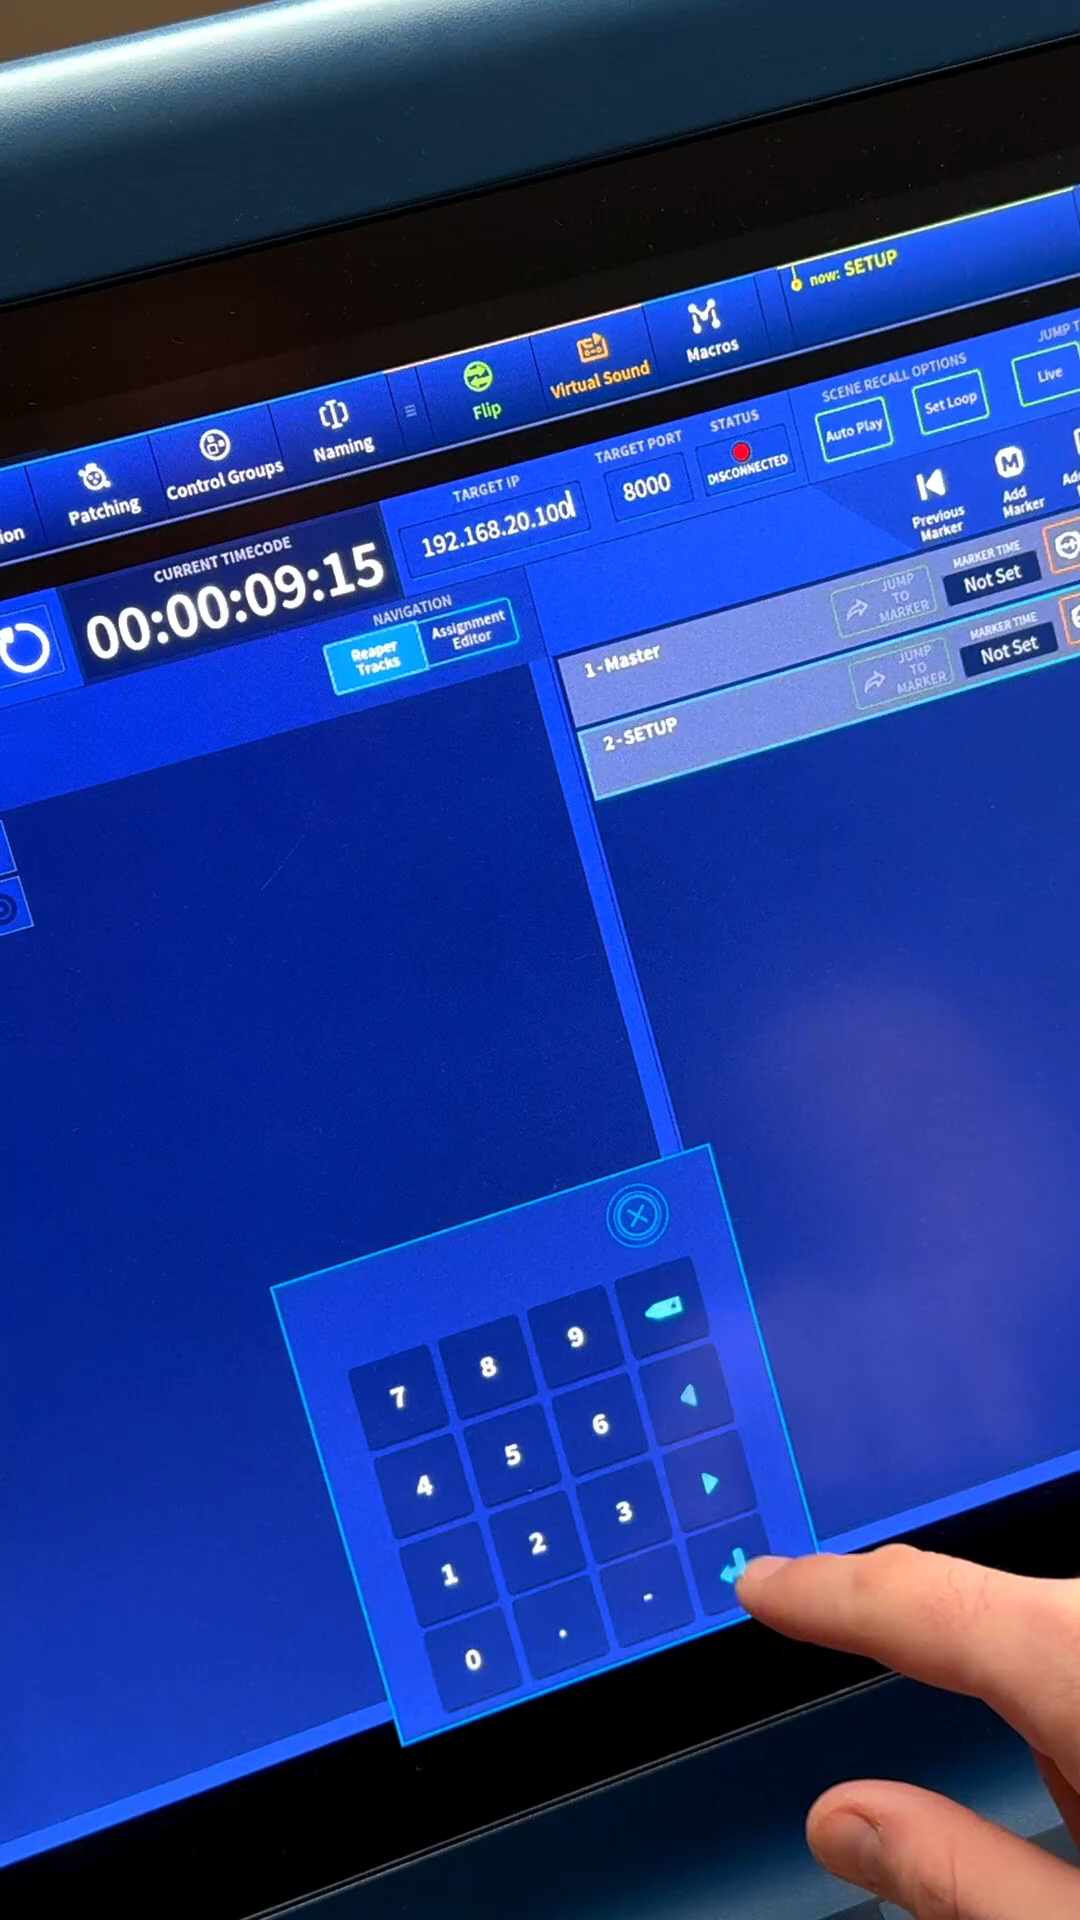 now: SETUP
Macros
Virtual Sound
Flip
Naming
Control Groups
Patching
ion
JUMP T
SCENE RECALL OPTIONS
Live
Set Loop
Auto Play
STATUS
DISCONNECTED
TARGET PORT
8000
TARGET IP
192.168.20.100
CURRENT TIMECODE
00:00:09:15
NAVIGATION
Reaper
Tracks
Assignment
Editor
Previous
Marker
M
Add
Marker
Ad
1-Master
JUMP
TO
MARKER
MARKER TIME
Not Set
2-SETUP
JUMP
TO
MARKER
MARKER TIME
Not Set
7 8 9
4 5 6
1 2 3
0 . -